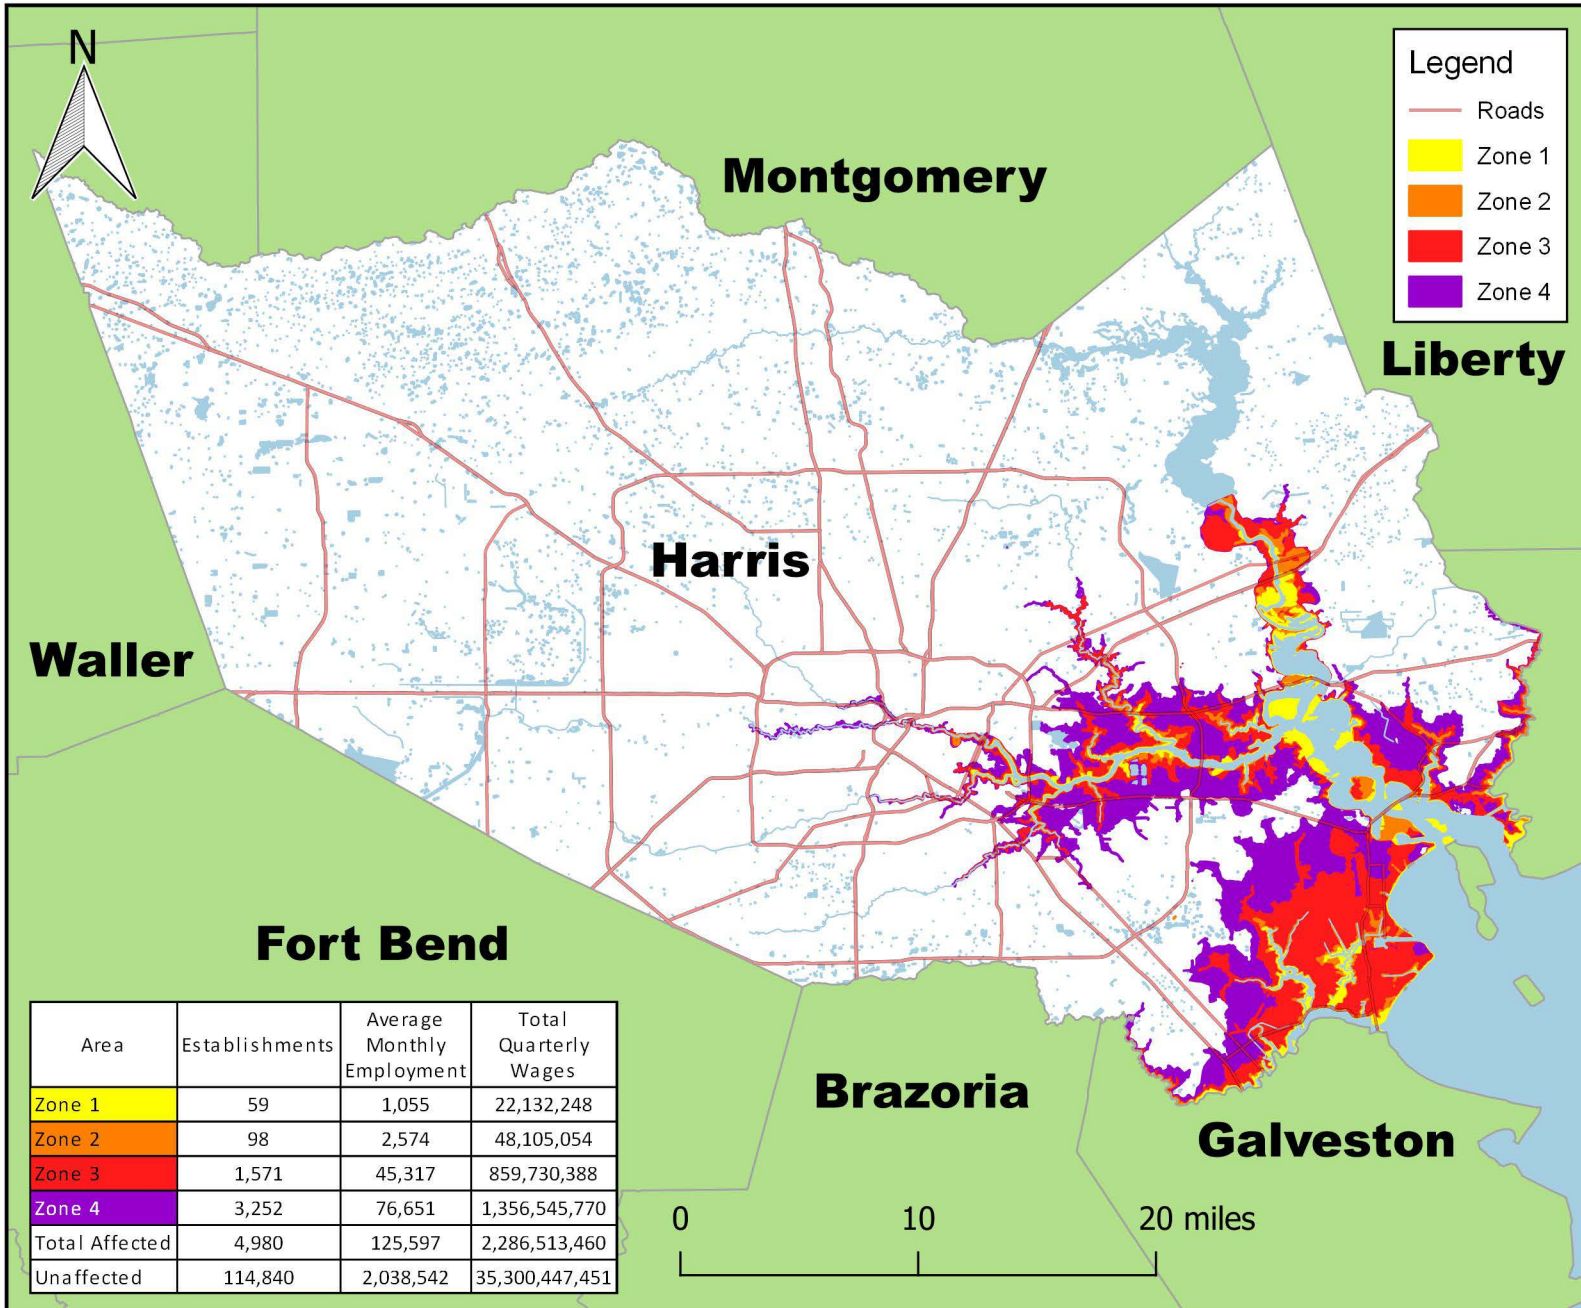 N
Legend
Roads
Zone 1
Zone 2
Zone 3
Zone 4
Montgomery
Liberty
Harris
Waller
Fort Bend
Brazoria
Galveston
Area Establishments Average Monthly Employment Total Quarterly Wages
Zone 1 59 1,055 22,132,248
Zone 2 98 2,574 48,105,054
Zone 3 1,571 45,317 859,730,388
Zone 4 3,252 76,651 1,356,545,770
Total Affected 4,980 125,597 2,286,513,460
Unaffected 114,840 2,038,542 35,300,447,451
0 10 20 miles